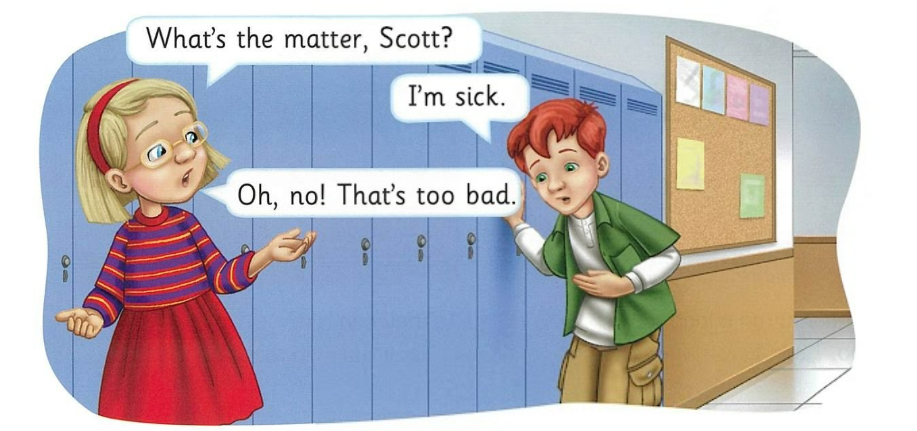 What's the matter, Scott?
I'm sick.
Oh, no! That's too bad.